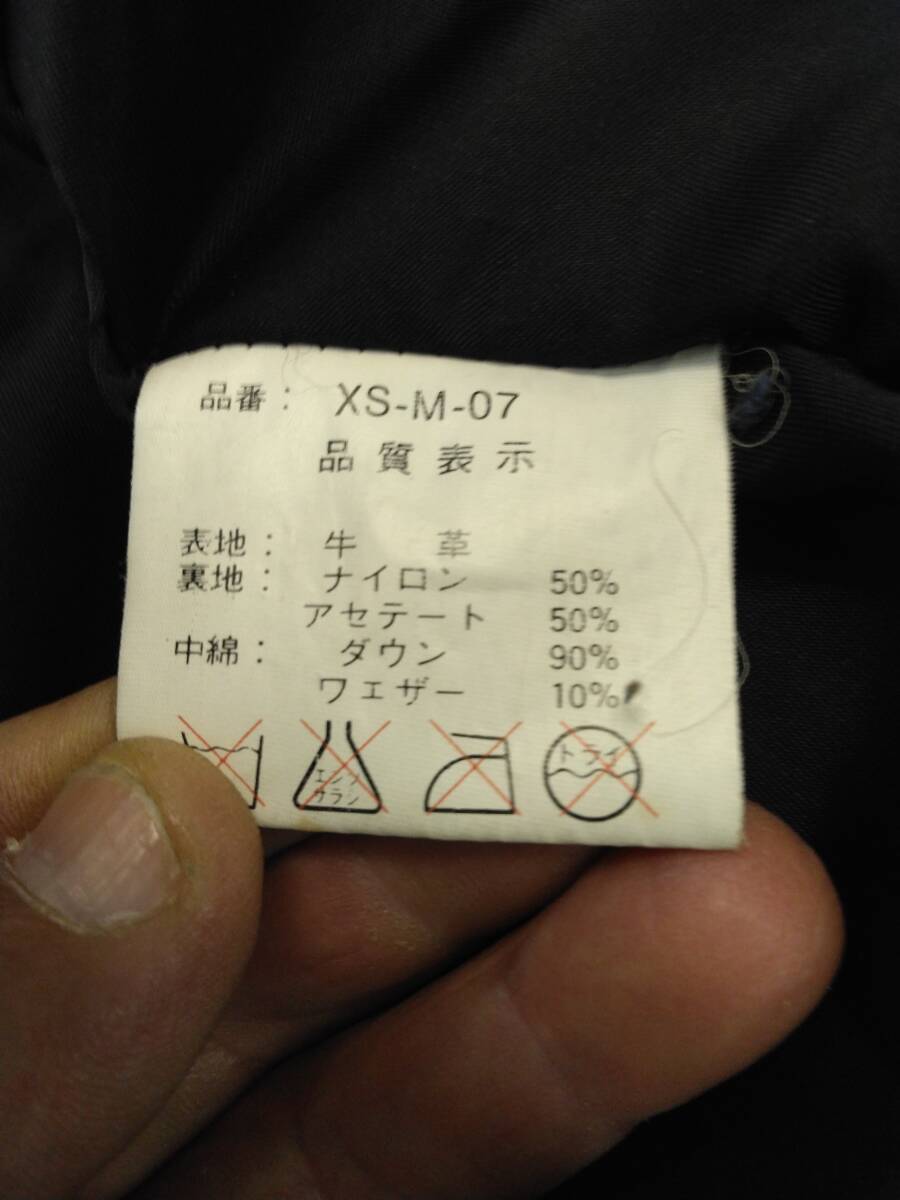 品番： XS-M-07
品質表示
表地： 牛 革
裏地： ナイロン 50%
アセテート 50%
中綿： ダウン 90%
ワェザー 10%
エンソ
サラシ
ドライ